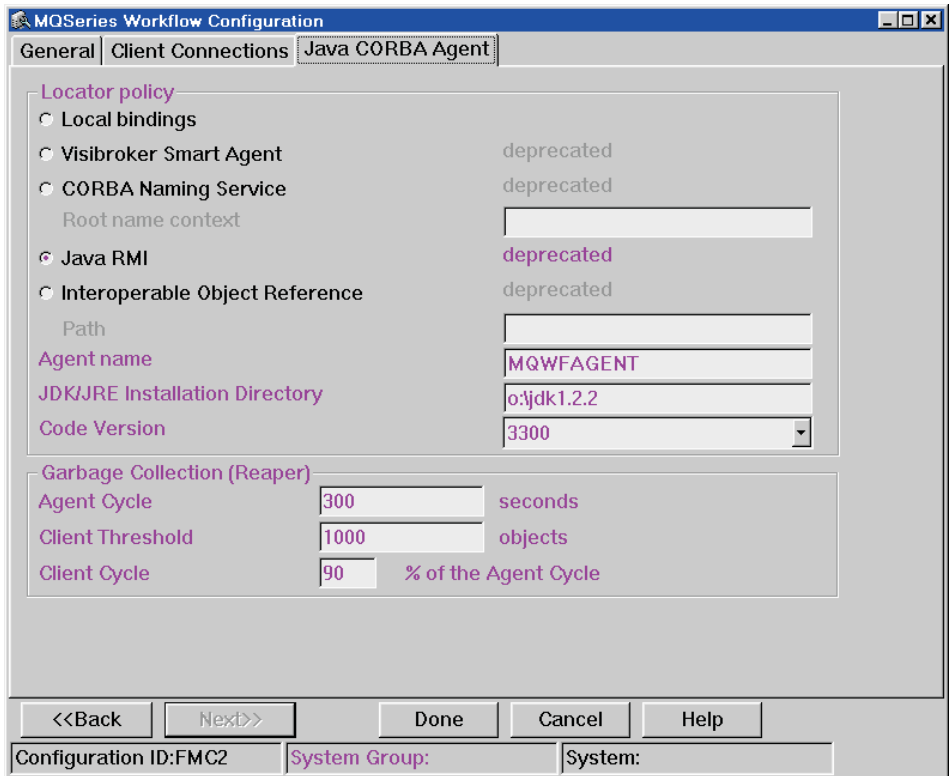 MQSeries Workflow Configuration
General Client Connections Java CORBA Agent
Locator policy
Local bindings
Visibroker Smart Agent deprecated
CORBA Naming Service deprecated
Root name context
Java RMI deprecated
Interoperable Object Reference deprecated
Path
Agent name MQWFAGENT
JDK/JRE Installation Directory o:\jdk1.2.2
Code Version 3300
Garbage Collection (Reaper)
Agent Cycle 300 seconds
Client Threshold 1000 objects
Client Cycle 90 % of the Agent Cycle
<<Back Next>> Done Cancel Help
Configuration ID:FMC2 System Group: System: